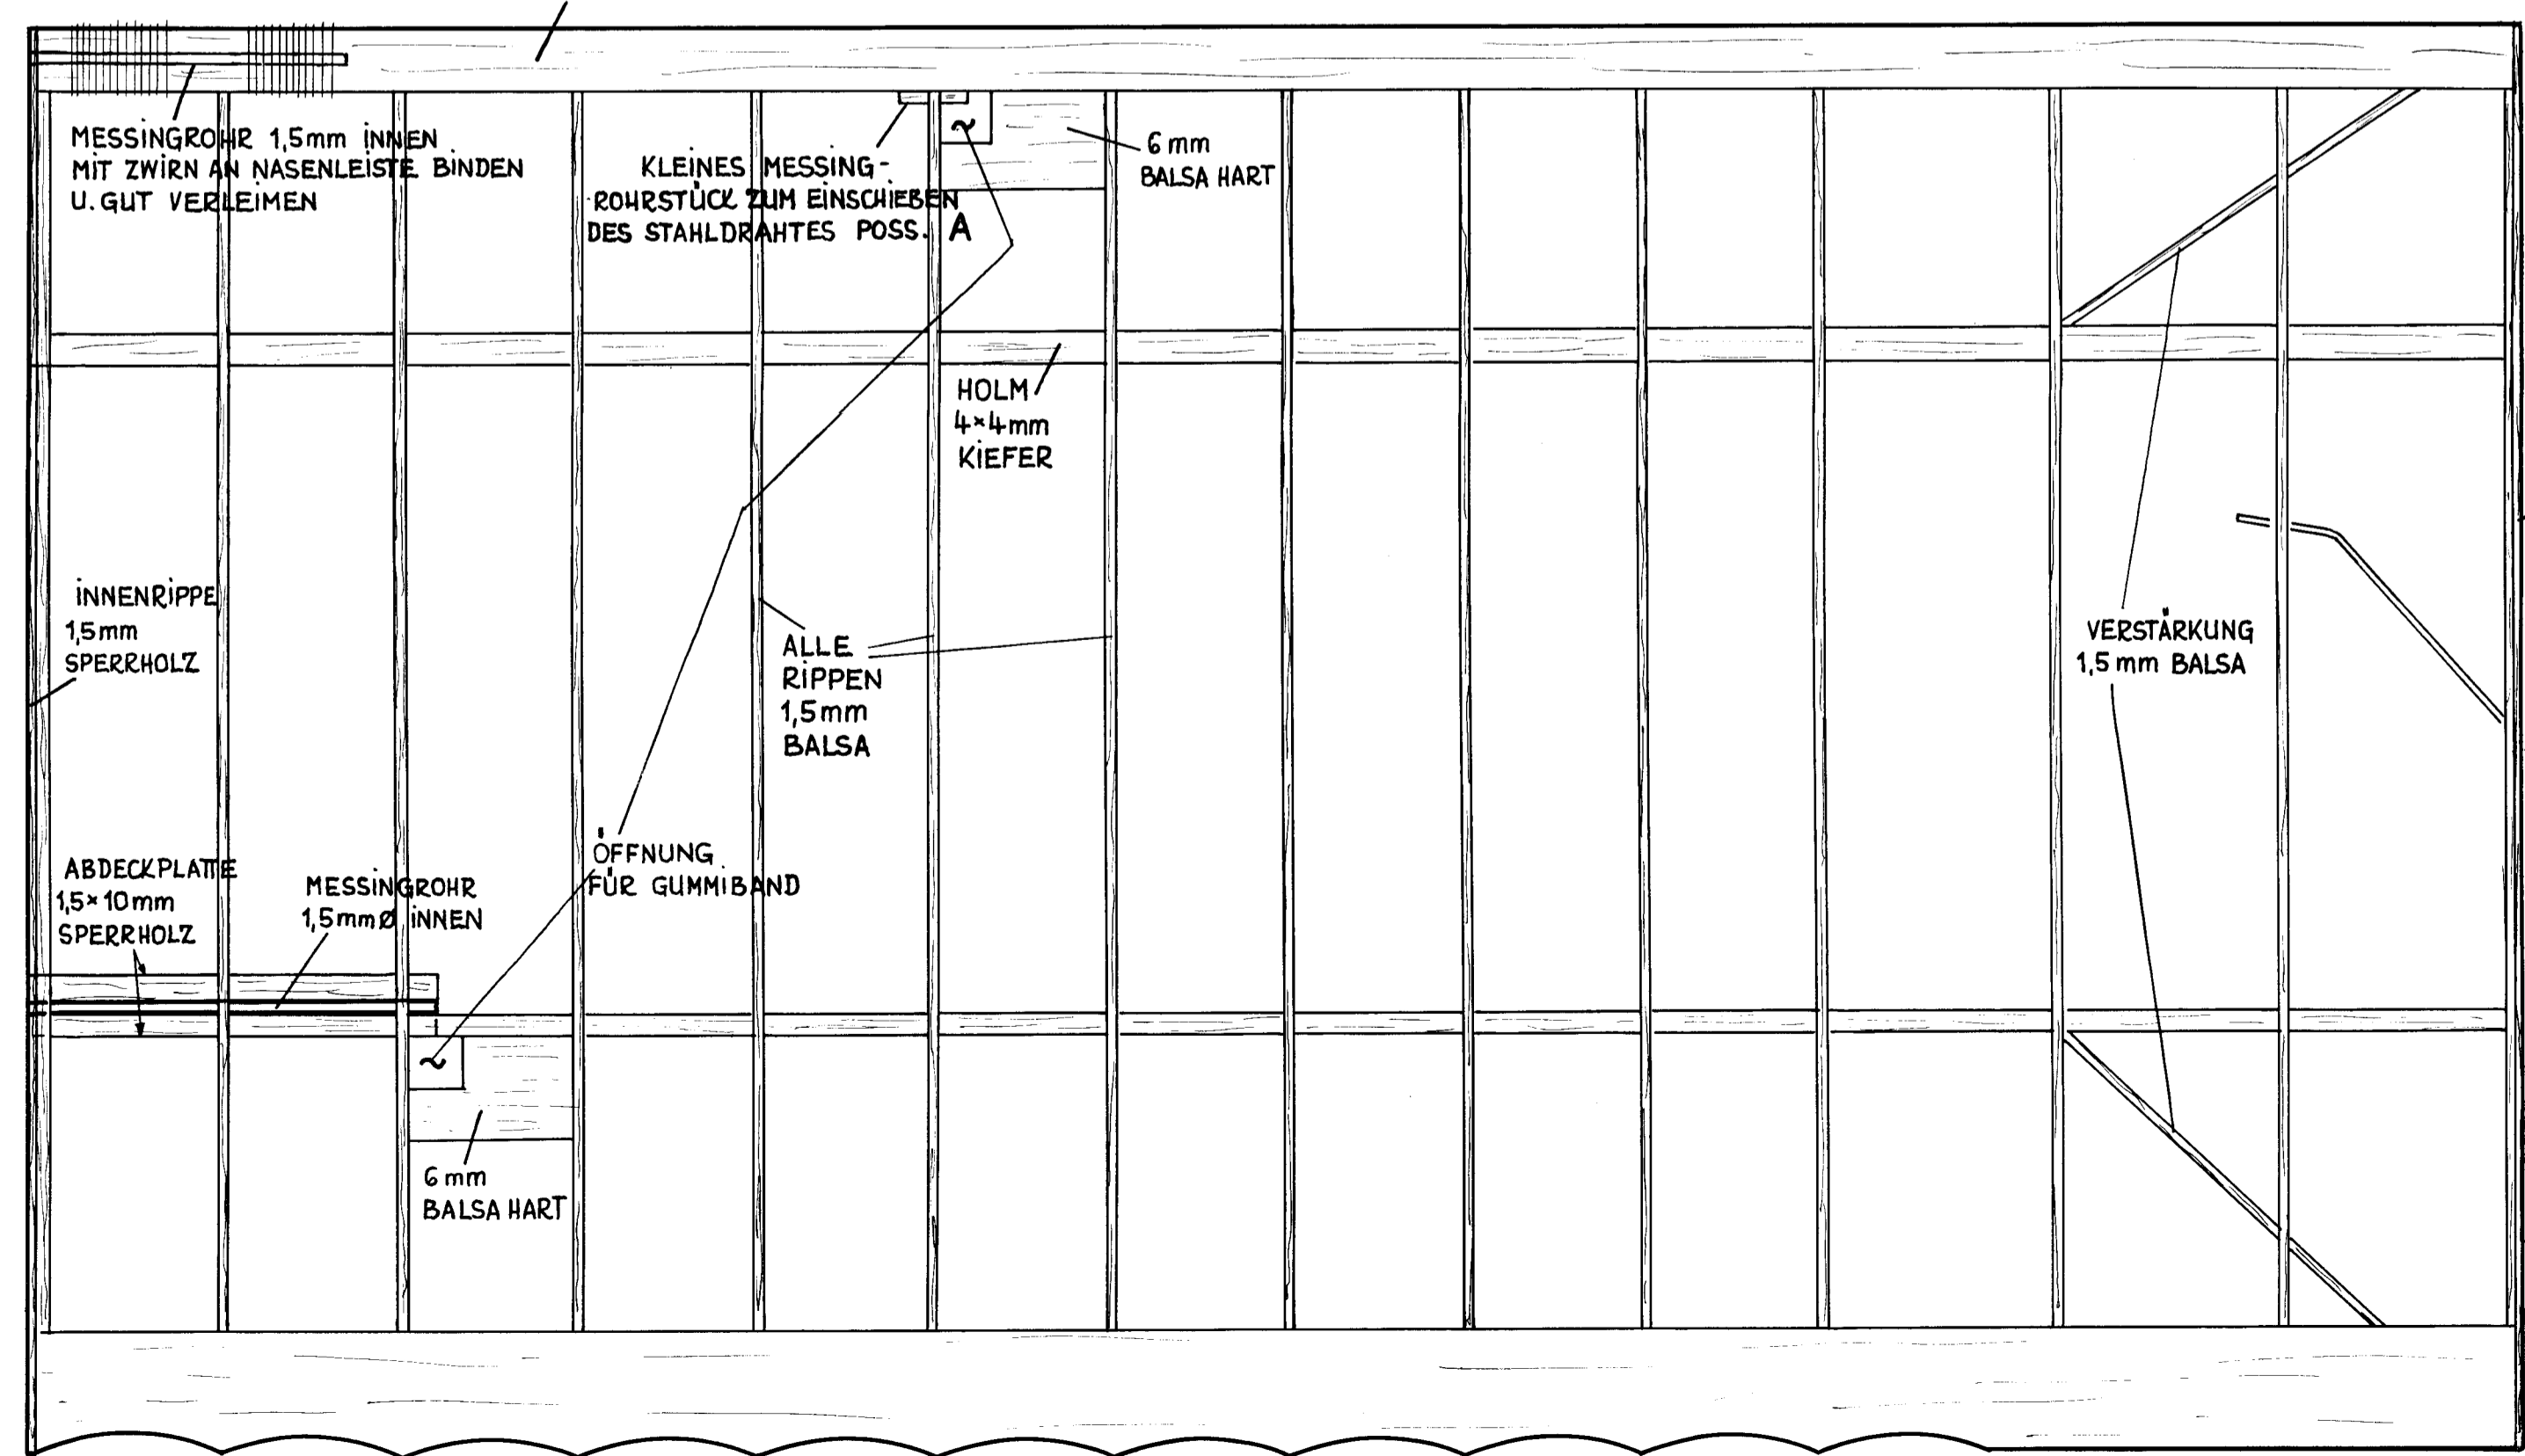 MESSINGROHR 1,5mm INNEN
MIT ZWIRN AN NASENLEISTE BINDEN
U. GUT VERLEIMEN
KLEINES MESSING-
ROHRSTÜCK ZUM EINSCHIEBEN
DES STAHLDRAHTES POSS. A
6 mm
BALSA HART
HOLM
4×4mm
KIEFER
INNENRIPPE
1,5mm
SPERRHOLZ
ALLE
RIPPEN
1,5mm
BALSA
VERSTÄRKUNG
1,5mm BALSA
ÖFFNUNG
FÜR GUMMIBAND
ABDECKPLATTE
1,5×10mm
SPERRHOLZ
MESSINGROHR
1,5mmØ INNEN
6 mm
BALSA HART